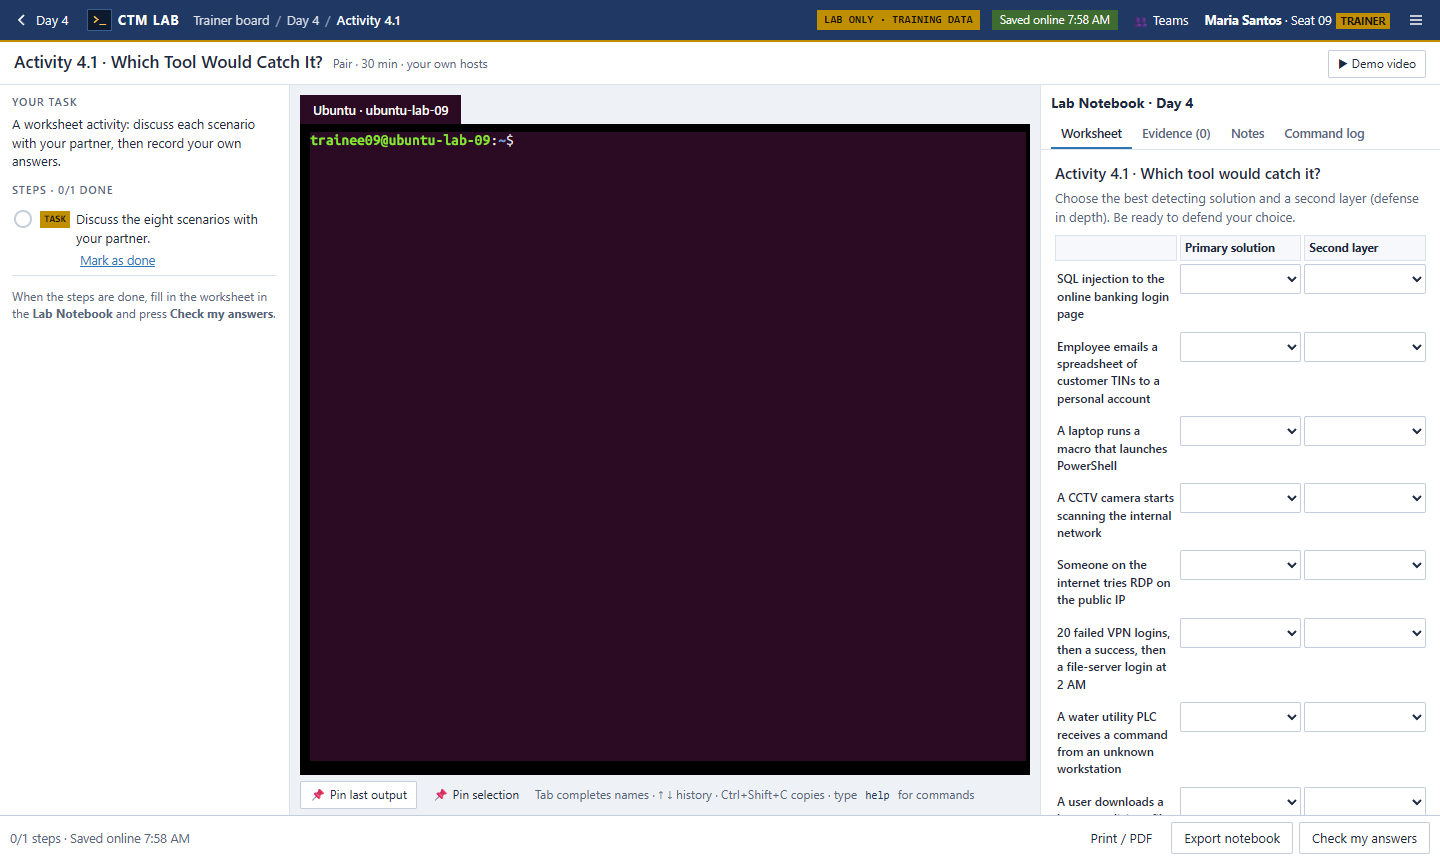 Day 4
>_ CTM LAB
Trainer board / Day 4 / Activity 4.1
LAB ONLY · TRAINING DATA
Saved online 7:58 AM
Teams
Maria Santos · Seat 09 TRAINER
Activity 4.1 · Which Tool Would Catch It? Pair · 30 min · your own hosts
▶ Demo video
YOUR TASK
A worksheet activity: discuss each scenario
with your partner, then record your own
answers.
STEPS · 0/1 DONE
TASK Discuss the eight scenarios with
your partner.
Mark as done
When the steps are done, fill in the worksheet in
the Lab Notebook and press Check my answers.
Ubuntu · ubuntu-lab-09
trainee09@ubuntu-lab-09:~$
Pin last output
Pin selection
Tab completes names · ↑↓ history · Ctrl+Shift+C copies · type help for commands
Lab Notebook · Day 4
Worksheet Evidence (0) Notes Command log
Activity 4.1 · Which tool would catch it?
Choose the best detecting solution and a second layer (defense
in depth). Be ready to defend your choice.
Primary solution Second layer
SQL injection to the
online banking login
page
Employee emails a
spreadsheet of
customer TINs to a
personal account
A laptop runs a
macro that launches
PowerShell
A CCTV camera starts
scanning the internal
network
Someone on the
internet tries RDP on
the public IP
20 failed VPN logins,
then a success, then
a file-server login at
2 AM
A water utility PLC
receives a command
from an unknown
workstation
A user downloads a
0/1 steps · Saved online 7:58 AM
Print / PDF
Export notebook
Check my answers